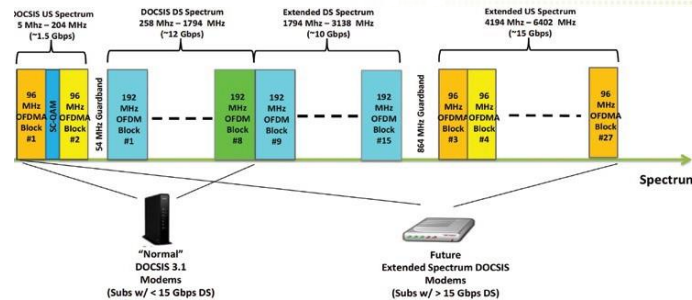 DOCSIS US Spectrum
5 Mhz – 204 MHz
(~1.5 Gbps)
DOCSIS DS Spectrum
258 Mhz – 1794 MHz
(~12 Gbps)
Extended DS Spectrum
1794 Mhz – 3138 MHz
(~10 Gbps)
Extended US Spectrum
4194 Mhz – 6402 MHz
(~15 Gbps)
96
MHz
OFDMA
Block
#1
SC-QAM
96
MHz
OFDMA
Block
#2
54 MHz Guardband
192
MHz
OFDM
Block
#1
192
MHz
OFDM
Block
#8
192
MHz
OFDM
Block
#9
192
MHz
OFDM
Block
#15
864 MHz Guardband
96
MHz
OFDMA
Block
#3
96
MHz
OFDMA
Block
#4
96
MHz
OFDMA
Block
#27
Spectrum
"Normal"
DOCSIS 3.1
Modems
(Subs w/ < 15 Gbps DS)
Future
Extended Spectrum DOCSIS
Modems
(Subs w/ > 15 Gbps DS)